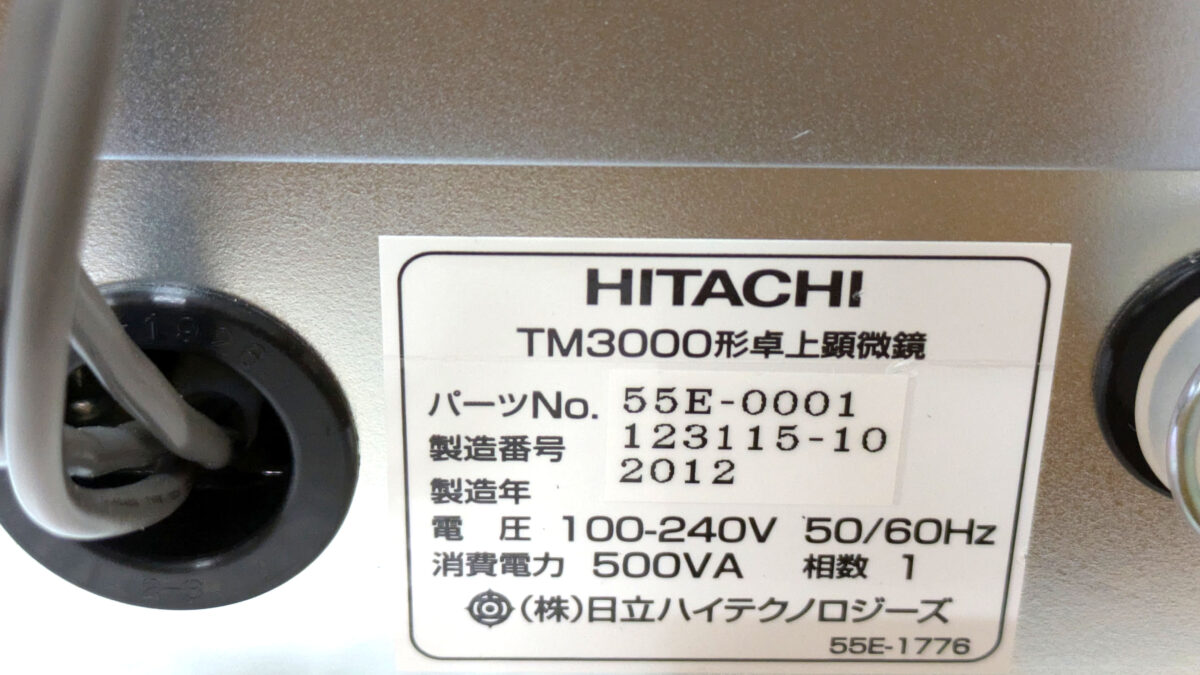 HITACHI
TM3000形卓上顕微鏡
パーツNo. 55E-0001
製造番号 123115-10
製造年 2012
電 圧 100-240V 50/60Hz
消費電力 500VA 相数 1
(株)日立ハイテクノロジーズ
55E-1776